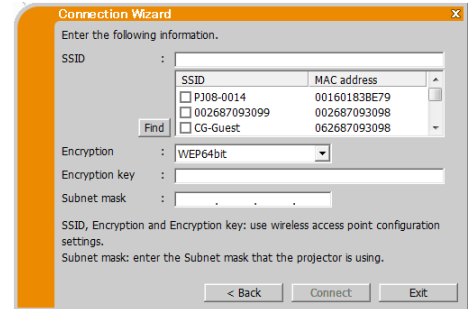 Connection Wizard
Enter the following information.
SSID :
SSID MAC address
PJ08-0014 00160183BE79
002687093099 002687093098
CG-Guest 062687093098
Find
Encryption : WEP64bit
Encryption key :
Subnet mask : . . .
SSID, Encryption and Encryption key: use wireless access point configuration
settings.
Subnet mask: enter the Subnet mask that the projector is using.
< Back Connect Exit